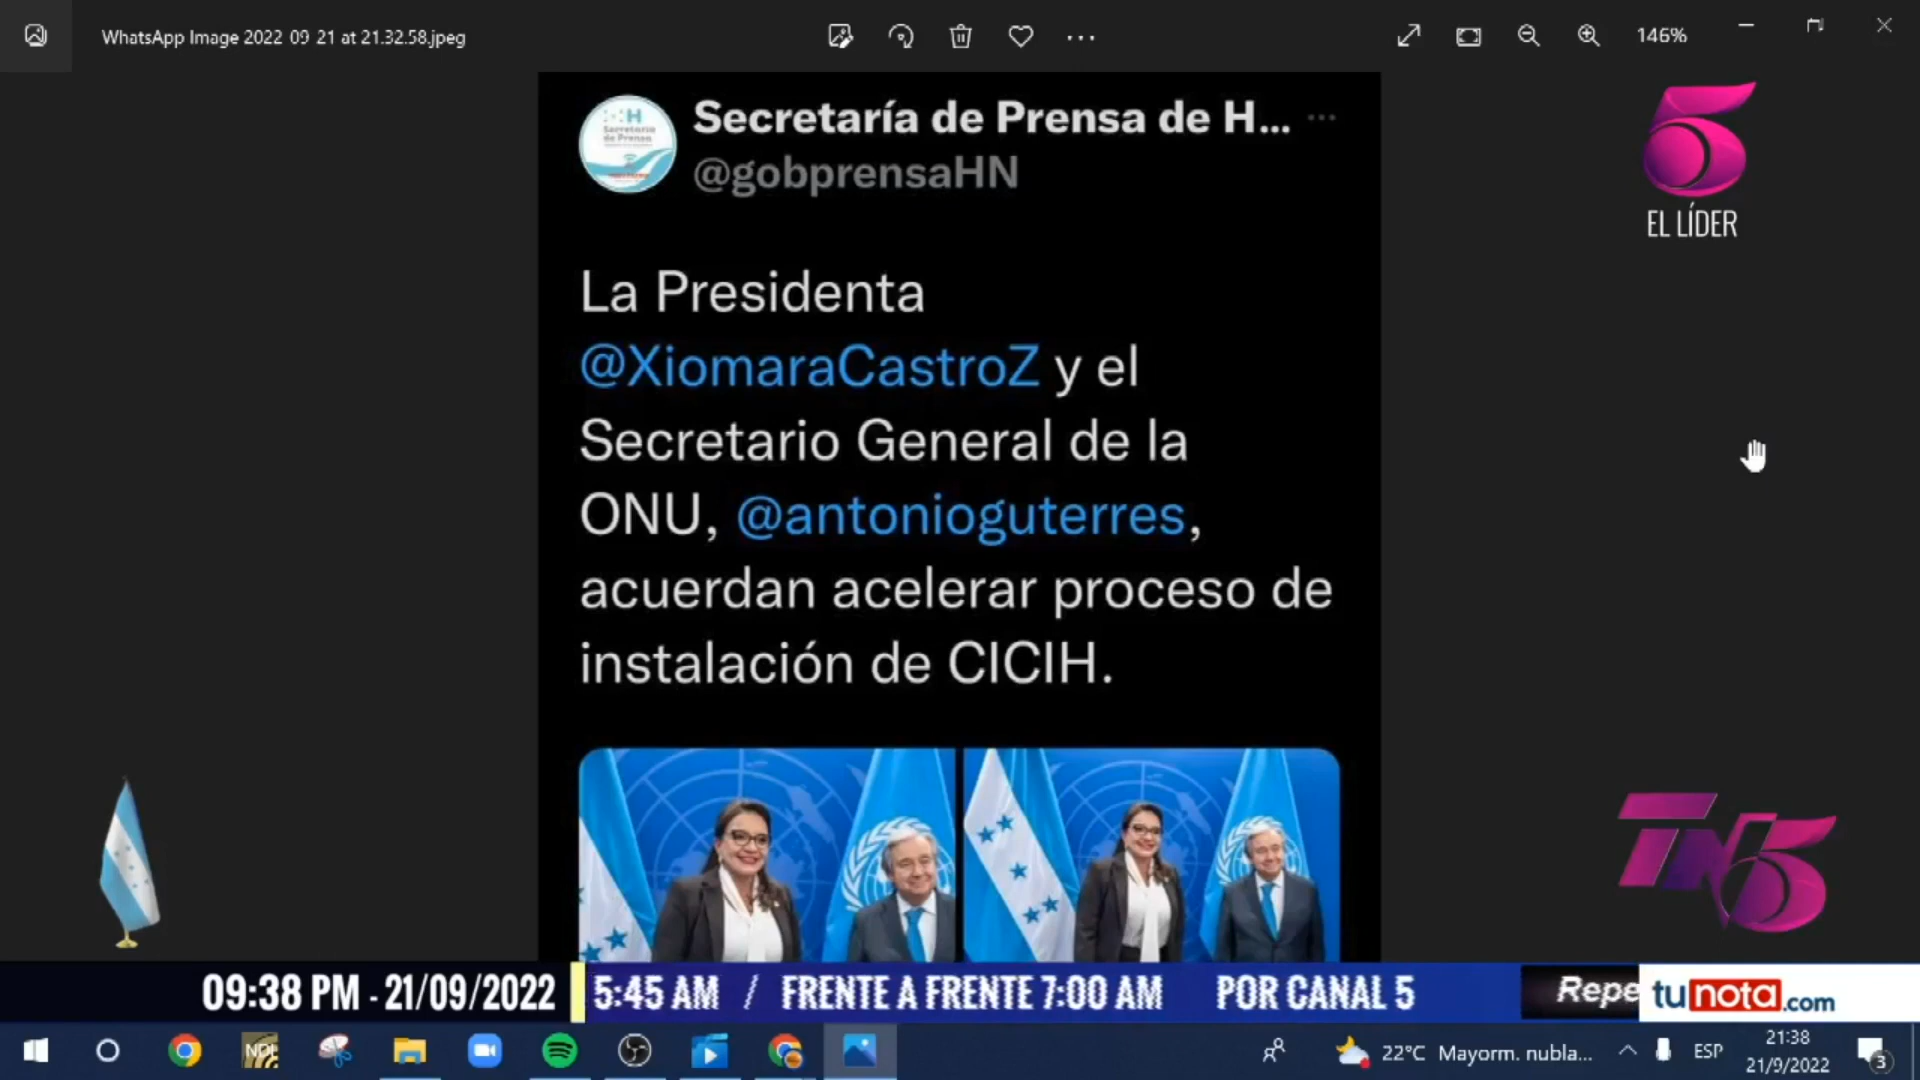 WhatsApp Image 2022 09 21 at 21.32.58.jpeg
146%
Secretaría de Prensa de H...
@gobprensaHN
La Presidenta
@XiomaraCastroZ y el
Secretario General de la
ONU, @antonioguterres,
acuerdan acelerar proceso de
instalación de CICIH.
5
EL LÍDER
TN5
09:38 PM - 21/09/2022
5:45 AM / FRENTE A FRENTE 7:00 AM POR CANAL 5
Repe
tunota.com
22°C Mayorm. nubla...
ESP
21:38
21/9/2022
3